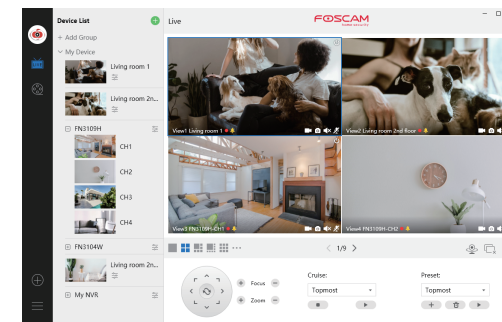 Device List
Live
FOSCAM
home security
+ Add Group
My Device
Living room 1
Living room 2n...
FN3109H
CH1
CH2
CH3
CH4
FN3104W
Living room 2n...
My NVR
View1 Living room 1
View2 Living room 2nd floor
View3 FN3109H-CH1
View4 FN3109H-CH2
1/9
Focus
Zoom
Cruise:
Topmost
Preset:
Topmost